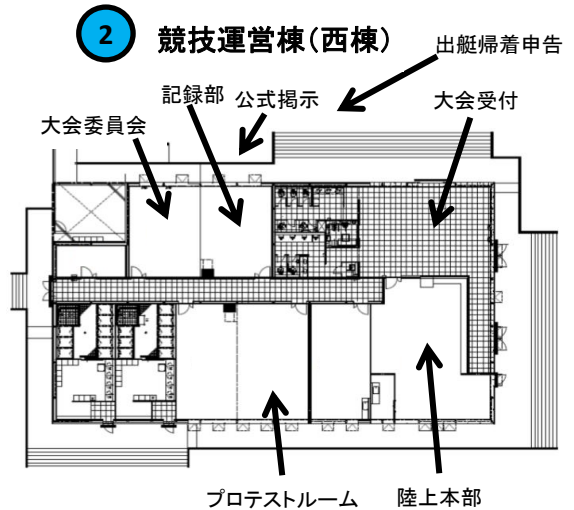 2 競技運営棟(西棟)
出艇帰着申告
記録部
公式掲示
大会受付
大会委員会
プロテストルーム
陸上本部